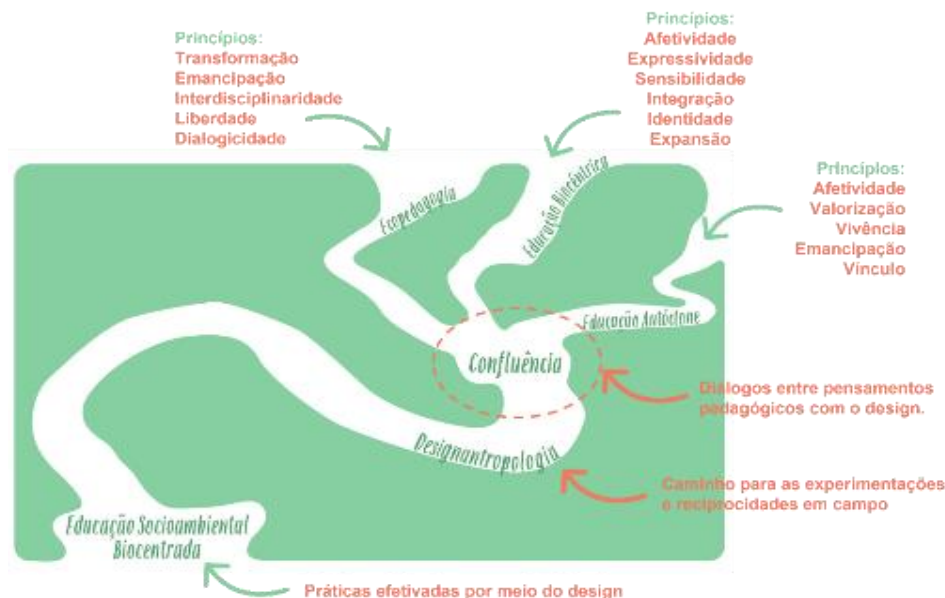 Princípios:
Transformação
Emancipação
Interdisciplinaridade
Liberdade
Dialogicidade
Princípios:
Afetividade
Expressividade
Sensibilidade
Integração
Identidade
Expansão
Princípios:
Afetividade
Valorização
Vivência
Emancipação
Vínculo
Ecopedagogia
Educação Biocêntrica
Educação Autóctone
Confluência
Diálogos entre pensamentos
pedagógicos com o design.
Designantropologia
Caminho para as experimentações
e reciprocidades em campo
Educação Socioambiental
Biocentrada
Práticas efetivadas por meio do design